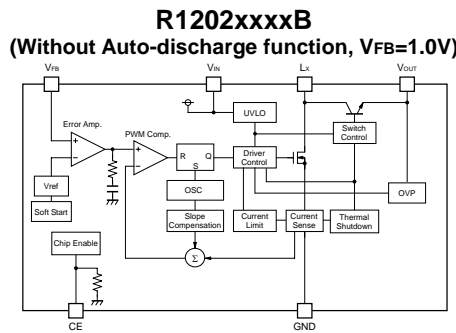 R1202xxxxB
(Without Auto-discharge function, VFB=1.0V)
VFB
VIN
LX
VOUT
Error Amp.
+
-
PWM Comp.
+
-
Vref
Soft Start
R
S
Q
OSC
Slope
Compensation
Σ
UVLO
Driver
Control
Switch
Control
OVP
Current
Limit
Current
Sense
Thermal
Shutdown
Chip Enable
CE
GND